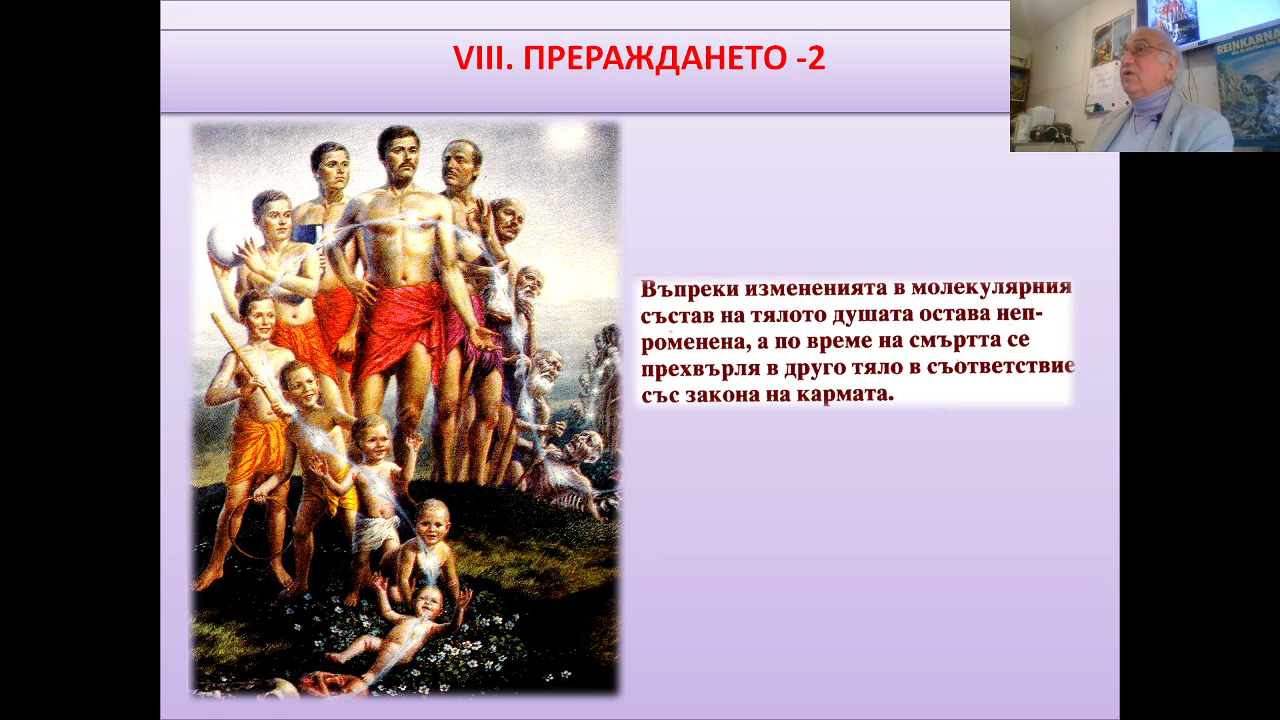 VIII. ПРЕРАЖДАНЕТО -2
REINKARNA
Въпреки измененията в молекулярния
състав на тялото душата остава неп-
роменена, а по време на смъртта се
прехвърля в друго тяло в съответствие
със закона на кармата.